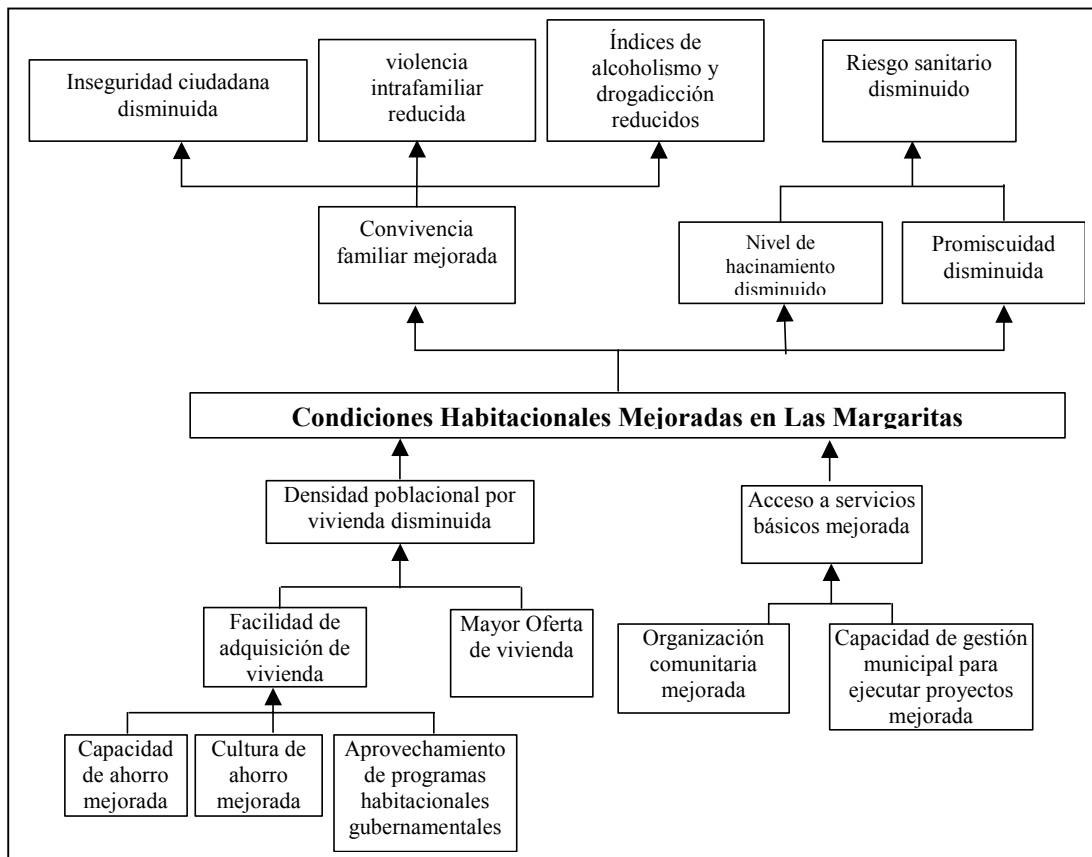 Inseguridad ciudadana
disminuida
violencia
intrafamiliar
reducida
Índices de
alcoholismo y
drogadicción
reducidos
Riesgo sanitario
disminuido
Convivencia
familiar mejorada
Nivel de
hacinamiento
disminuido
Promiscuidad
disminuida
Condiciones Habitacionales Mejoradas en Las Margaritas
Densidad poblacional por
vivienda disminuida
Acceso a servicios
básicos mejorada
Facilidad de
adquisición de
vivienda
Mayor Oferta
de vivienda
Organización
comunitaria
mejorada
Capacidad de gestión
municipal para
ejecutar proyectos
mejorada
Capacidad
de ahorro
mejorada
Cultura de
ahorro
mejorada
Aprovechamiento
de programas
habitacionales
gubernamentales